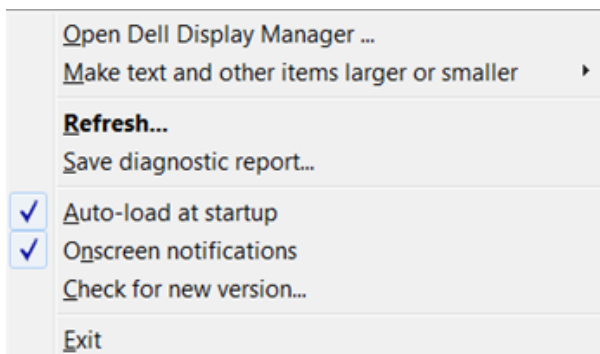 Open Dell Display Manager ...
Make text and other items larger or smaller
Refresh...
Save diagnostic report...
Auto-load at startup
Onscreen notifications
Check for new version...
Exit